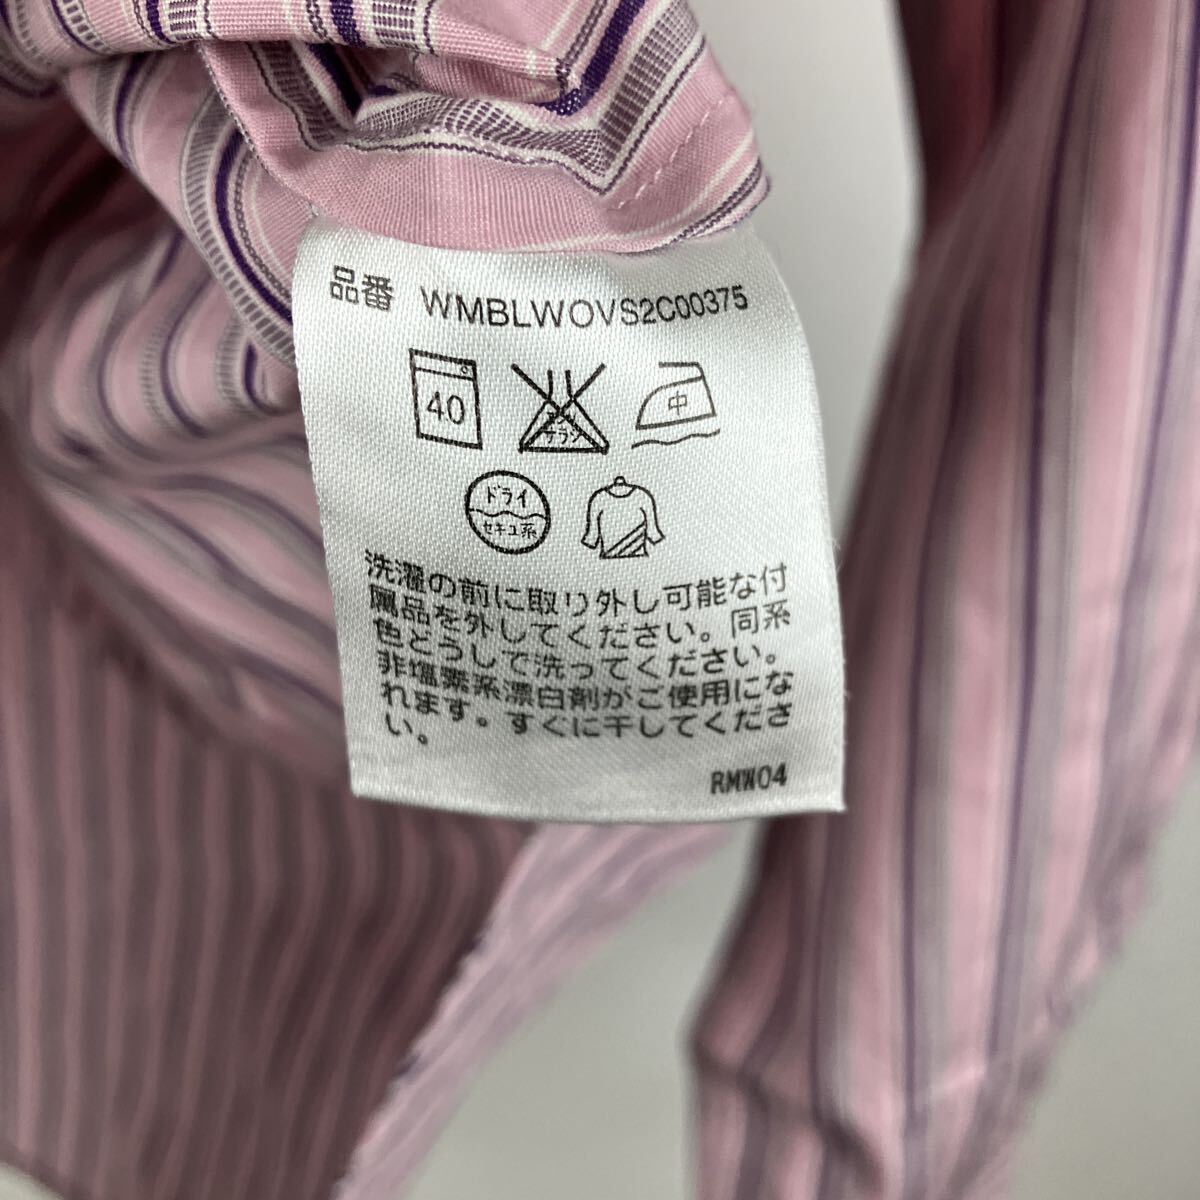 品番 WMBLWOVS2C00375
40
エンソ サラシ
中
ドライ
セキユ系
洗濯の前に取り外し可能な付
属品を外してください。同系
色どうしで洗ってください。
非塩素系漂白剤がご使用にな
れます。すぐに干してくださ
い。
RMW04